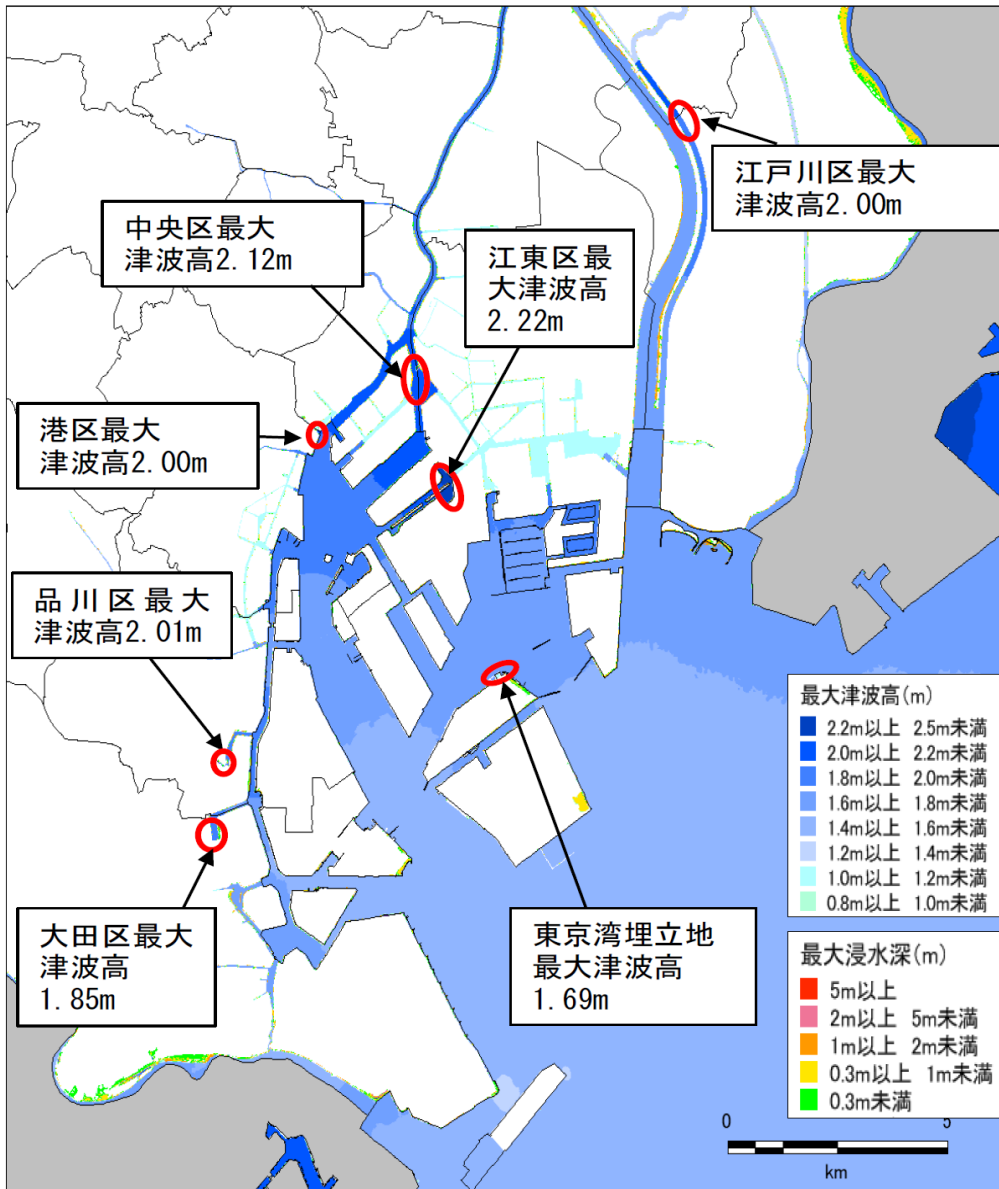 江戸川区最大
津波高2.00m
中央区最大
津波高2.12m
江東区最
大津波高
2.22m
港区最大
津波高2.00m
品川区最大
津波高2.01m
大田区最大
津波高
1.85m
東京湾埋立地
最大津波高
1.69m
最大津波高(m)
2.2m以上 2.5m未満
2.0m以上 2.2m未満
1.8m以上 2.0m未満
1.6m以上 1.8m未満
1.4m以上 1.6m未満
1.2m以上 1.4m未満
1.0m以上 1.2m未満
0.8m以上 1.0m未満
最大浸水深(m)
5m以上
2m以上 5m未満
1m以上 2m未満
0.3m以上 1m未満
0.3m未満
0 5
km